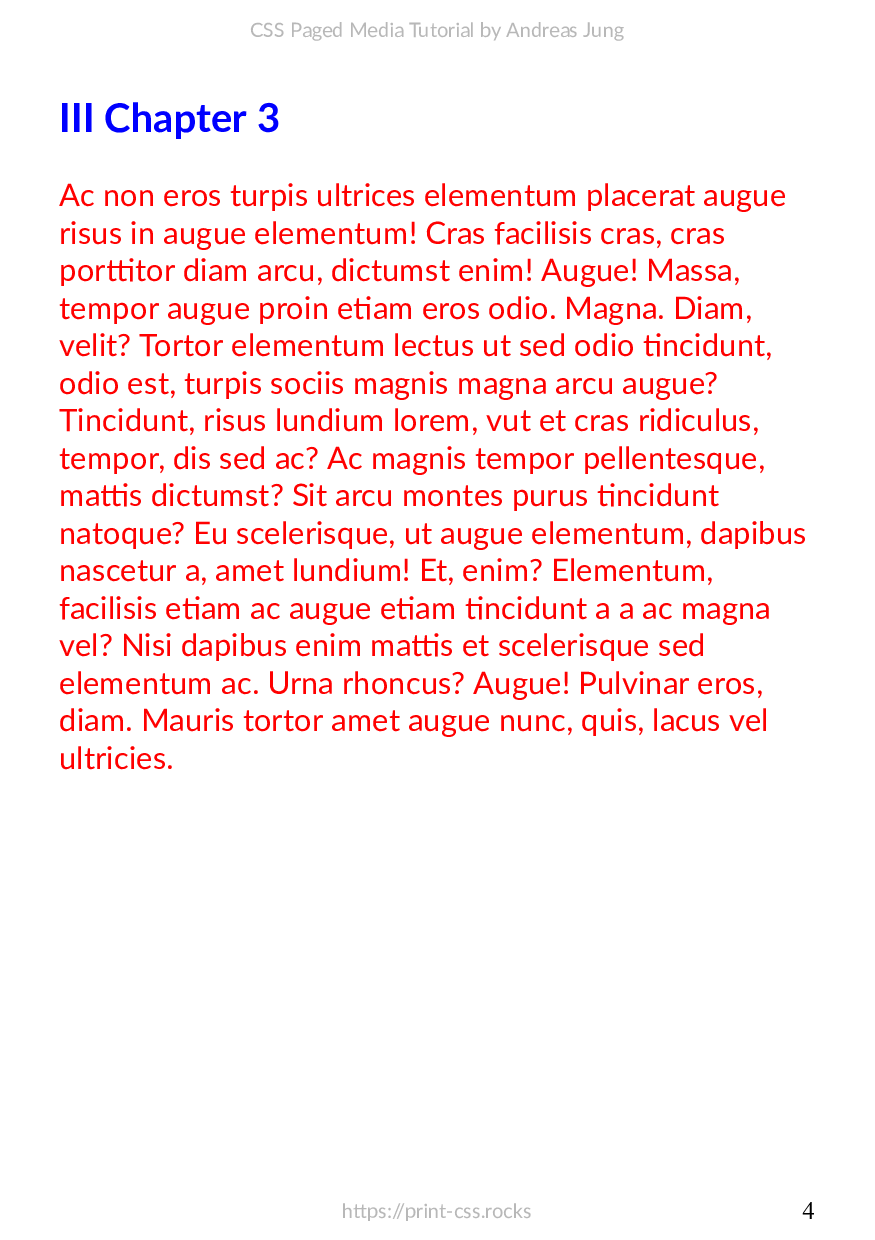 CSS Paged Media Tutorial by Andreas Jung
III Chapter 3
Ac non eros turpis ultrices elementum placerat augue
risus in augue elementum! Cras facilisis cras, cras
porttitor diam arcu, dictumst enim! Augue! Massa,
tempor augue proin etiam eros odio. Magna. Diam,
velit? Tortor elementum lectus ut sed odio tincidunt,
odio est, turpis sociis magnis magna arcu augue?
Tincidunt, risus lundium lorem, vut et cras ridiculus,
tempor, dis sed ac? Ac magnis tempor pellentesque,
mattis dictumst? Sit arcu montes purus tincidunt
natoque? Eu scelerisque, ut augue elementum, dapibus
nascetur a, amet lundium! Et, enim? Elementum,
facilisis etiam ac augue etiam tincidunt a a ac magna
vel? Nisi dapibus enim mattis et scelerisque sed
elementum ac. Urna rhoncus? Augue! Pulvinar eros,
diam. Mauris tortor amet augue nunc, quis, lacus vel
ultricies.
https://print-css.rocks
4